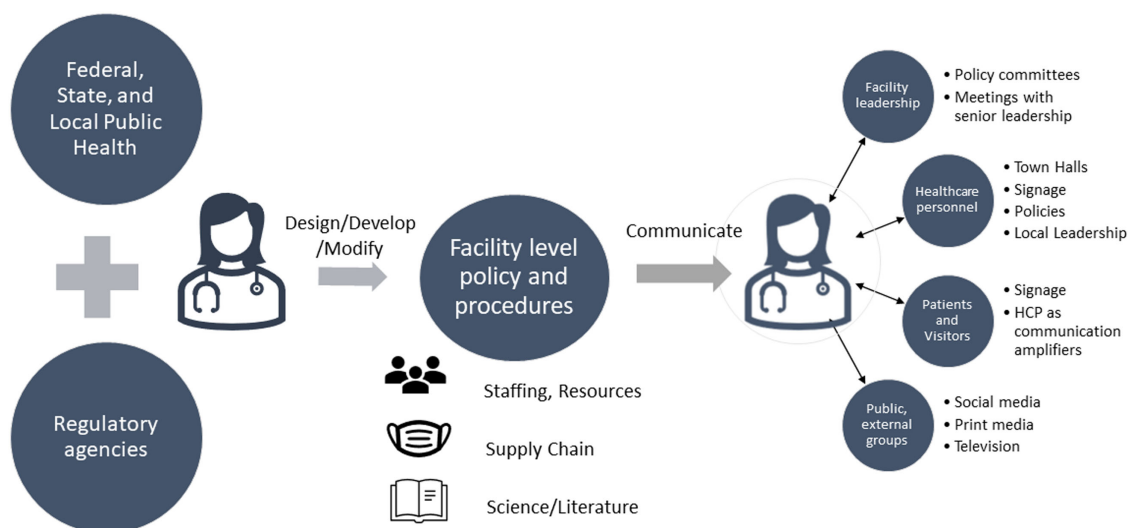 Federal,
State, and
Local Public
Health
Regulatory
agencies
Design/Develop
/Modify
Facility level
policy and
procedures
Staffing, Resources
Supply Chain
Science/Literature
Communicate
Facility
leadership
• Policy committees
• Meetings with
senior leadership
Healthcare
personnel
• Town Halls
• Signage
• Policies
• Local Leadership
Patients
and
Visitors
• Signage
• HCP as
communication
amplifiers
Public,
external
groups
• Social media
• Print media
• Television